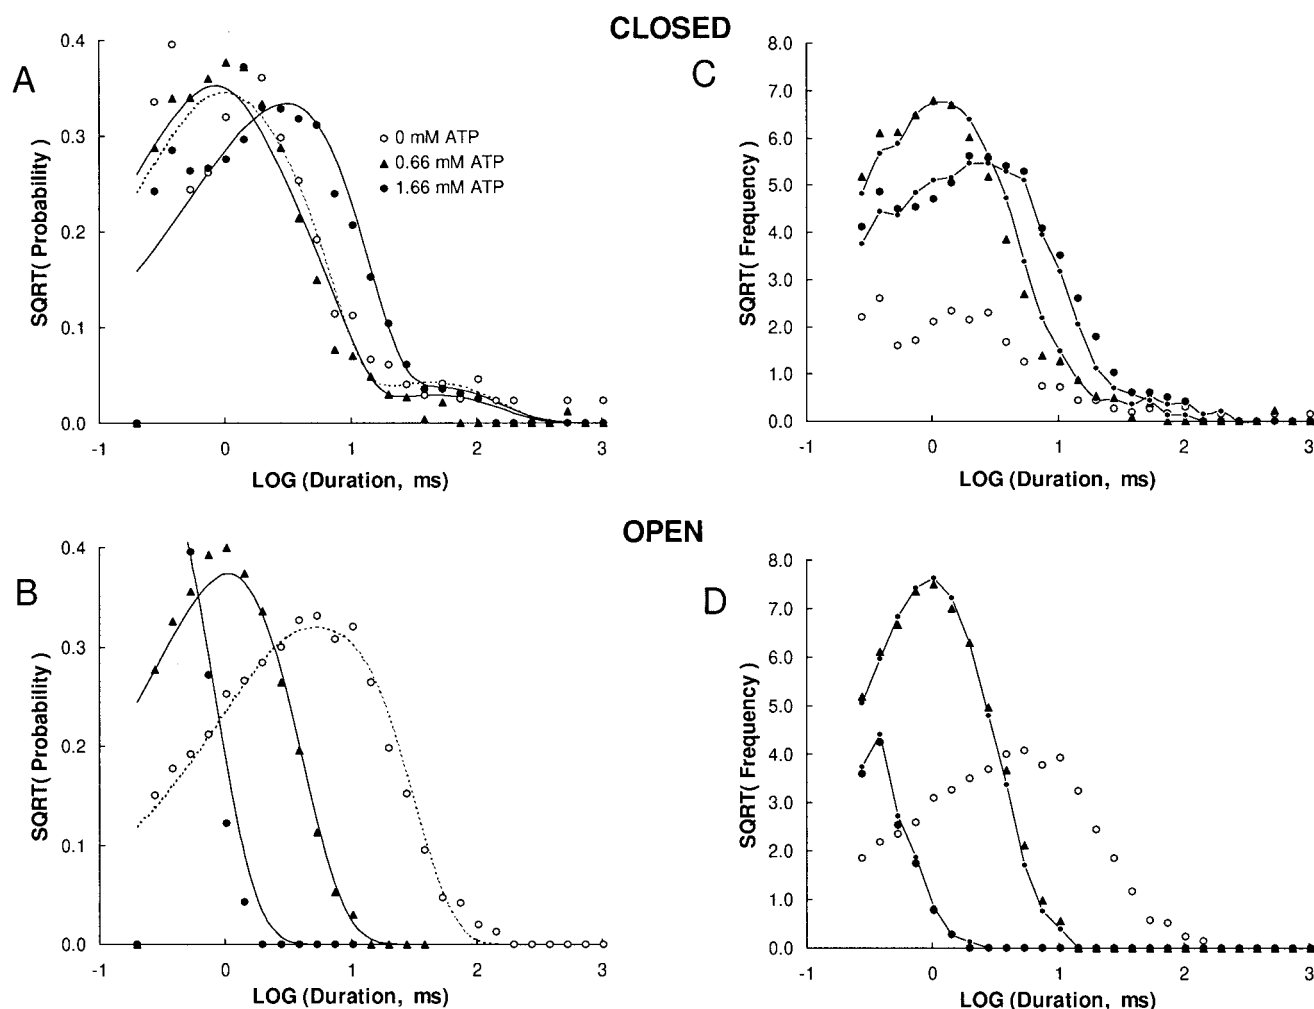 CLOSED
A
SQRT( Probability )
0.4
0.3
0.2
0.1
0.0
0 mM ATP
0.66 mM ATP
1.66 mM ATP
-1 0 1 2 3
LOG (Duration, ms)
C
SQRT( Frequency )
8.0
7.0
6.0
5.0
4.0
3.0
2.0
1.0
0.0
-1 0 1 2 3
LOG (Duration, ms)
OPEN
B
SQRT( Probability )
0.4
0.3
0.2
0.1
0.0
-1 0 1 2 3
LOG (Duration, ms)
D
SQRT( Frequency )
8.0
7.0
6.0
5.0
4.0
3.0
2.0
1.0
0.0
-1 0 1 2 3
LOG (Duration, ms)